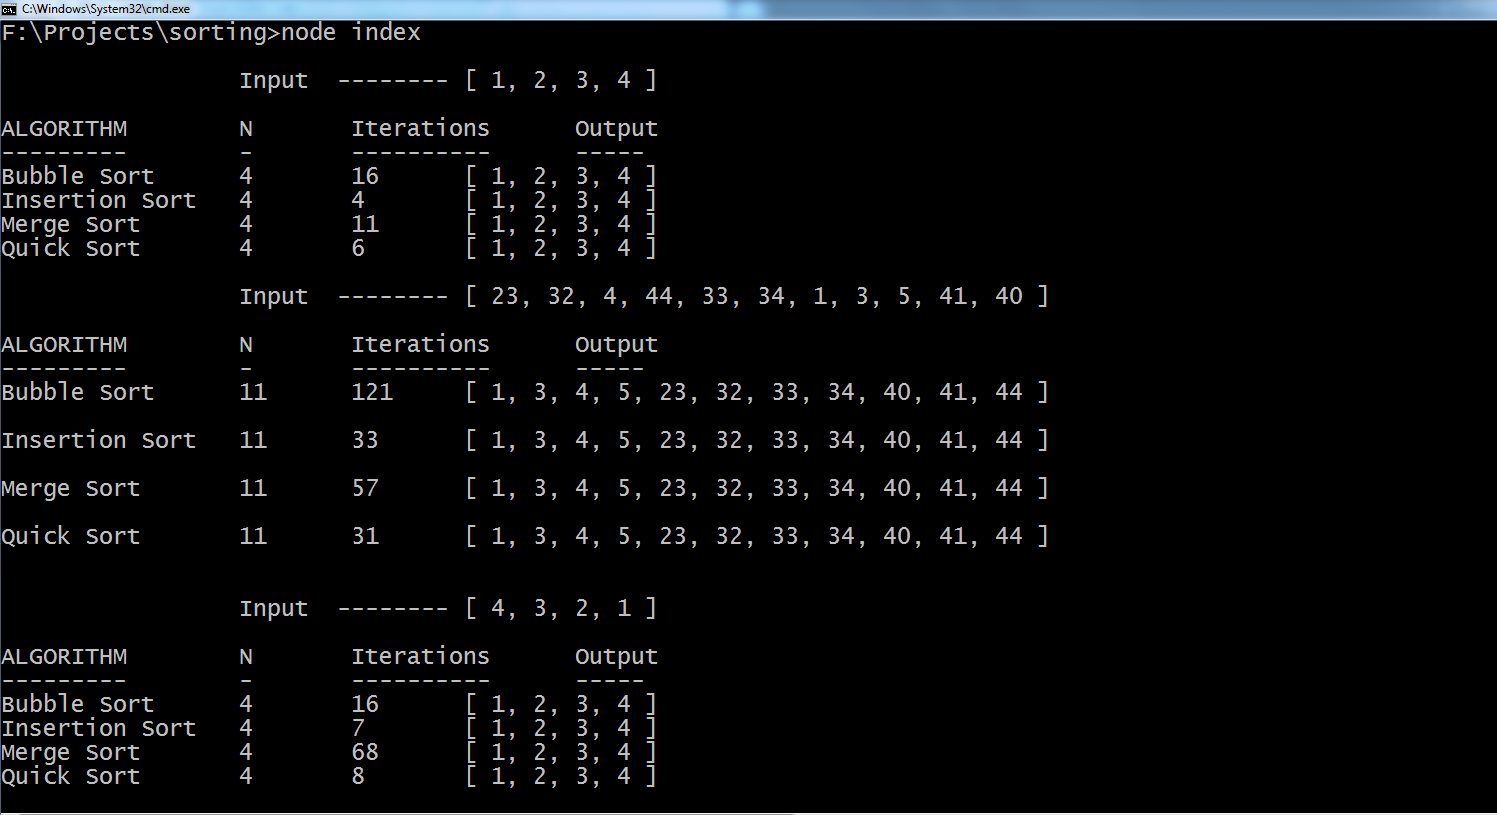 C:\Windows\System32\cmd.exe
F:\Projects\sorting>node index
Input -------- [ 1, 2, 3, 4 ]
ALGORITHM N Iterations Output
--------- - ---------- -----
Bubble Sort 4 16 [ 1, 2, 3, 4 ]
Insertion Sort 4 4 [ 1, 2, 3, 4 ]
Merge Sort 4 11 [ 1, 2, 3, 4 ]
Quick Sort 4 6 [ 1, 2, 3, 4 ]
Input -------- [ 23, 32, 4, 44, 33, 34, 1, 3, 5, 41, 40 ]
ALGORITHM N Iterations Output
--------- - ---------- -----
Bubble Sort 11 121 [ 1, 3, 4, 5, 23, 32, 33, 34, 40, 41, 44 ]
Insertion Sort 11 33 [ 1, 3, 4, 5, 23, 32, 33, 34, 40, 41, 44 ]
Merge Sort 11 57 [ 1, 3, 4, 5, 23, 32, 33, 34, 40, 41, 44 ]
Quick Sort 11 31 [ 1, 3, 4, 5, 23, 32, 33, 34, 40, 41, 44 ]
Input -------- [ 4, 3, 2, 1 ]
ALGORITHM N Iterations Output
--------- - ---------- -----
Bubble Sort 4 16 [ 1, 2, 3, 4 ]
Insertion Sort 4 7 [ 1, 2, 3, 4 ]
Merge Sort 4 68 [ 1, 2, 3, 4 ]
Quick Sort 4 8 [ 1, 2, 3, 4 ]